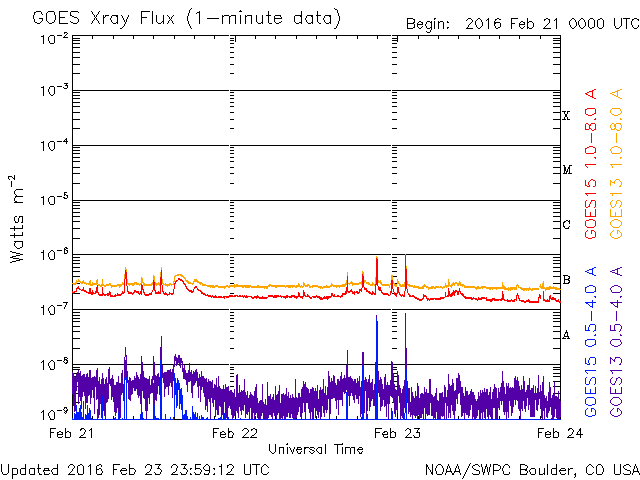 GOES Xray Flux (1-minute data)
Begin: 2016 Feb 21 0000 UTC
10-2
10-3
10-4
10-5
10-6
10-7
10-8
10-9
Watts m-2
X
M
C
B
A
GOES15 1.0-8.0 A
GOES13 1.0-8.0 A
GOES15 0.5-4.0 A
GOES13 0.5-4.0 A
Feb 21
Feb 22
Feb 23
Feb 24
Universal Time
Updated 2016 Feb 23 23:59:12 UTC
NOAA/SWPC Boulder, CO USA